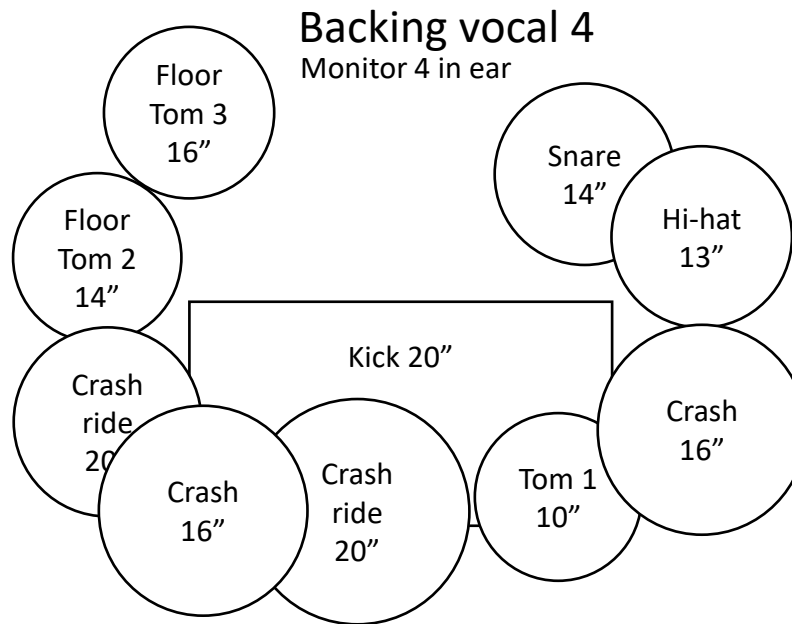 Backing vocal 4
Monitor 4 in ear
Floor
Tom 3
16”
Snare
14”
Hi-hat
13”
Floor
Tom 2
14”
Kick 20”
Crash
ride
20
Crash
16”
Crash
ride
20”
Tom 1
10”
Crash
16”